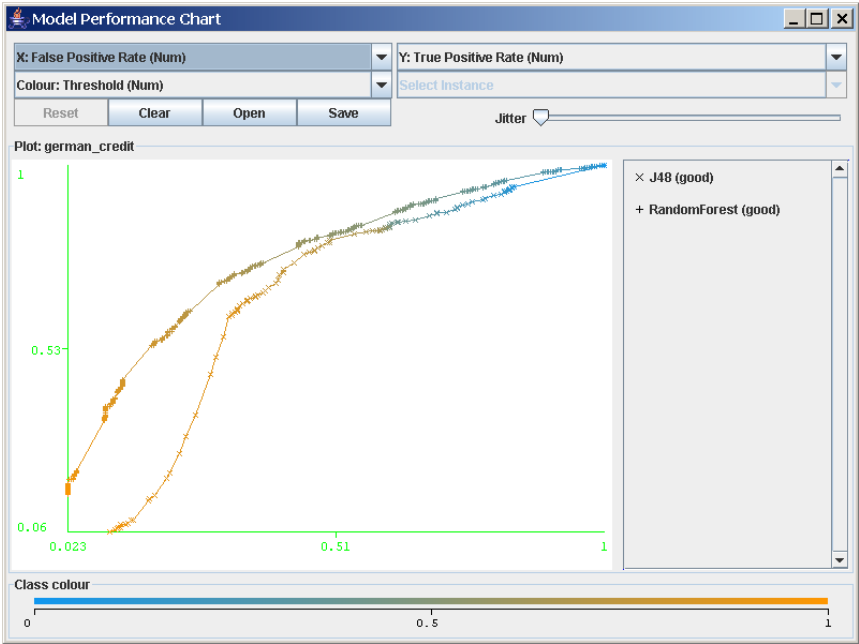 Model Performance Chart
X: False Positive Rate (Num)
Y: True Positive Rate (Num)
Colour: Threshold (Num)
Select Instance
Reset
Clear
Open
Save
Jitter
Plot: german_credit
1
0.53
0.06
0.023
0.51
1
× J48 (good)
+ RandomForest (good)
Class colour
0
0.5
1